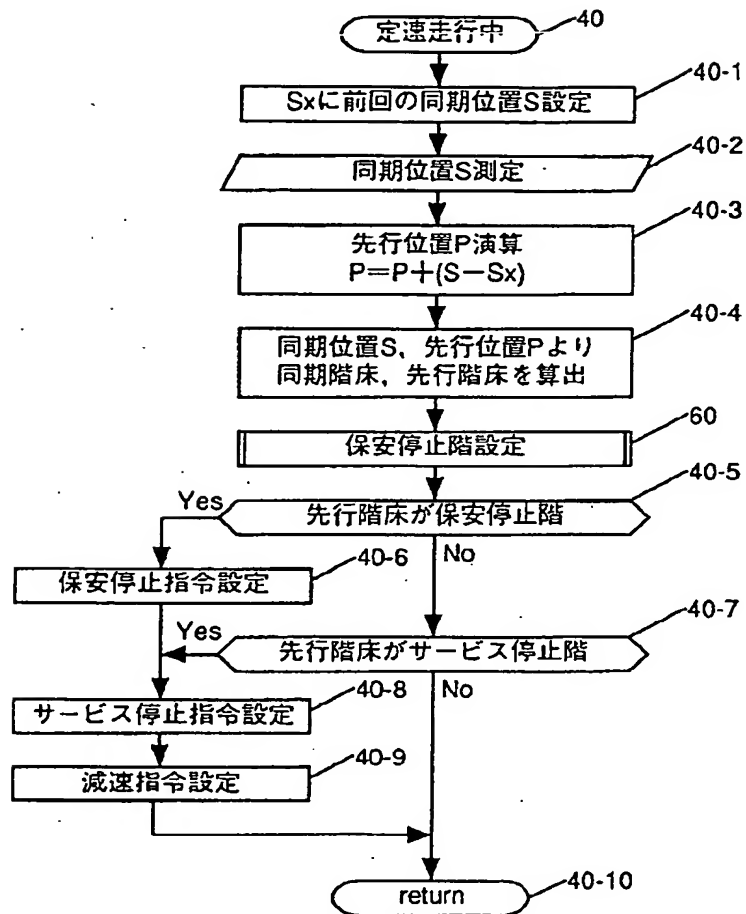 定速走行中
40
40-1
Sxに前回の同期位置S設定
40-2
同期位置S測定
40-3
先行位置P演算
P=P+(S-Sx)
40-4
同期位置S，先行位置Pより
同期階床，先行階床を算出
60
保安停止階設定
40-5
Yes
先行階床が保安停止階
40-6
No
保安停止指令設定
40-7
Yes
先行階床がサービス停止階
40-8
No
サービス停止指令設定
40-9
減速指令設定
return
40-10